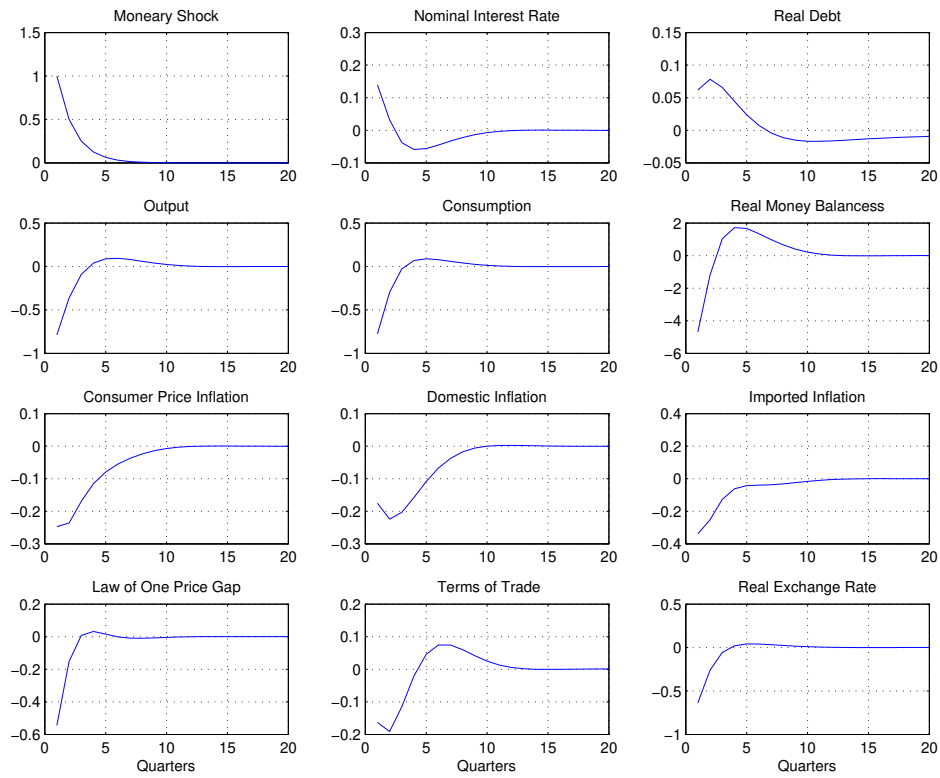 Moneary Shock
Nominal Interest Rate
Real Debt
1.5
1
0.5
0
0 5 10 15 20
0.3
0.2
0.1
0
−0.1
0 5 10 15 20
0.15
0.1
0.05
0
−0.05
0 5 10 15 20
Output
Consumption
Real Money Balancess
0.5
0
−0.5
−1
0 5 10 15 20
0.5
0
−0.5
−1
0 5 10 15 20
2
0
−2
−4
−6
0 5 10 15 20
Consumer Price Inflation
Domestic Inflation
Imported Inflation
0.1
0
−0.1
−0.2
−0.3
0 5 10 15 20
0.1
0
−0.1
−0.2
−0.3
0 5 10 15 20
0.4
0.2
0
−0.2
−0.4
0 5 10 15 20
Law of One Price Gap
Terms of Trade
Real Exchange Rate
0.2
0
−0.2
−0.4
−0.6
0 5 10 15 20
Quarters
0.2
0.1
0
−0.1
−0.2
0 5 10 15 20
Quarters
0.5
0
−0.5
−1
0 5 10 15 20
Quarters